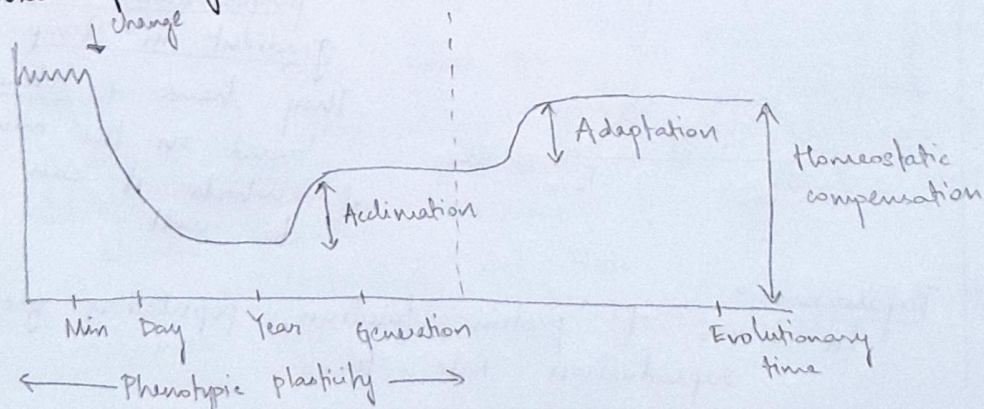 change
Adaptation
Homeostatic
compensation
Acclimation
Min Day Year Generation
Evolutionary
time
Phenotypic plasticity